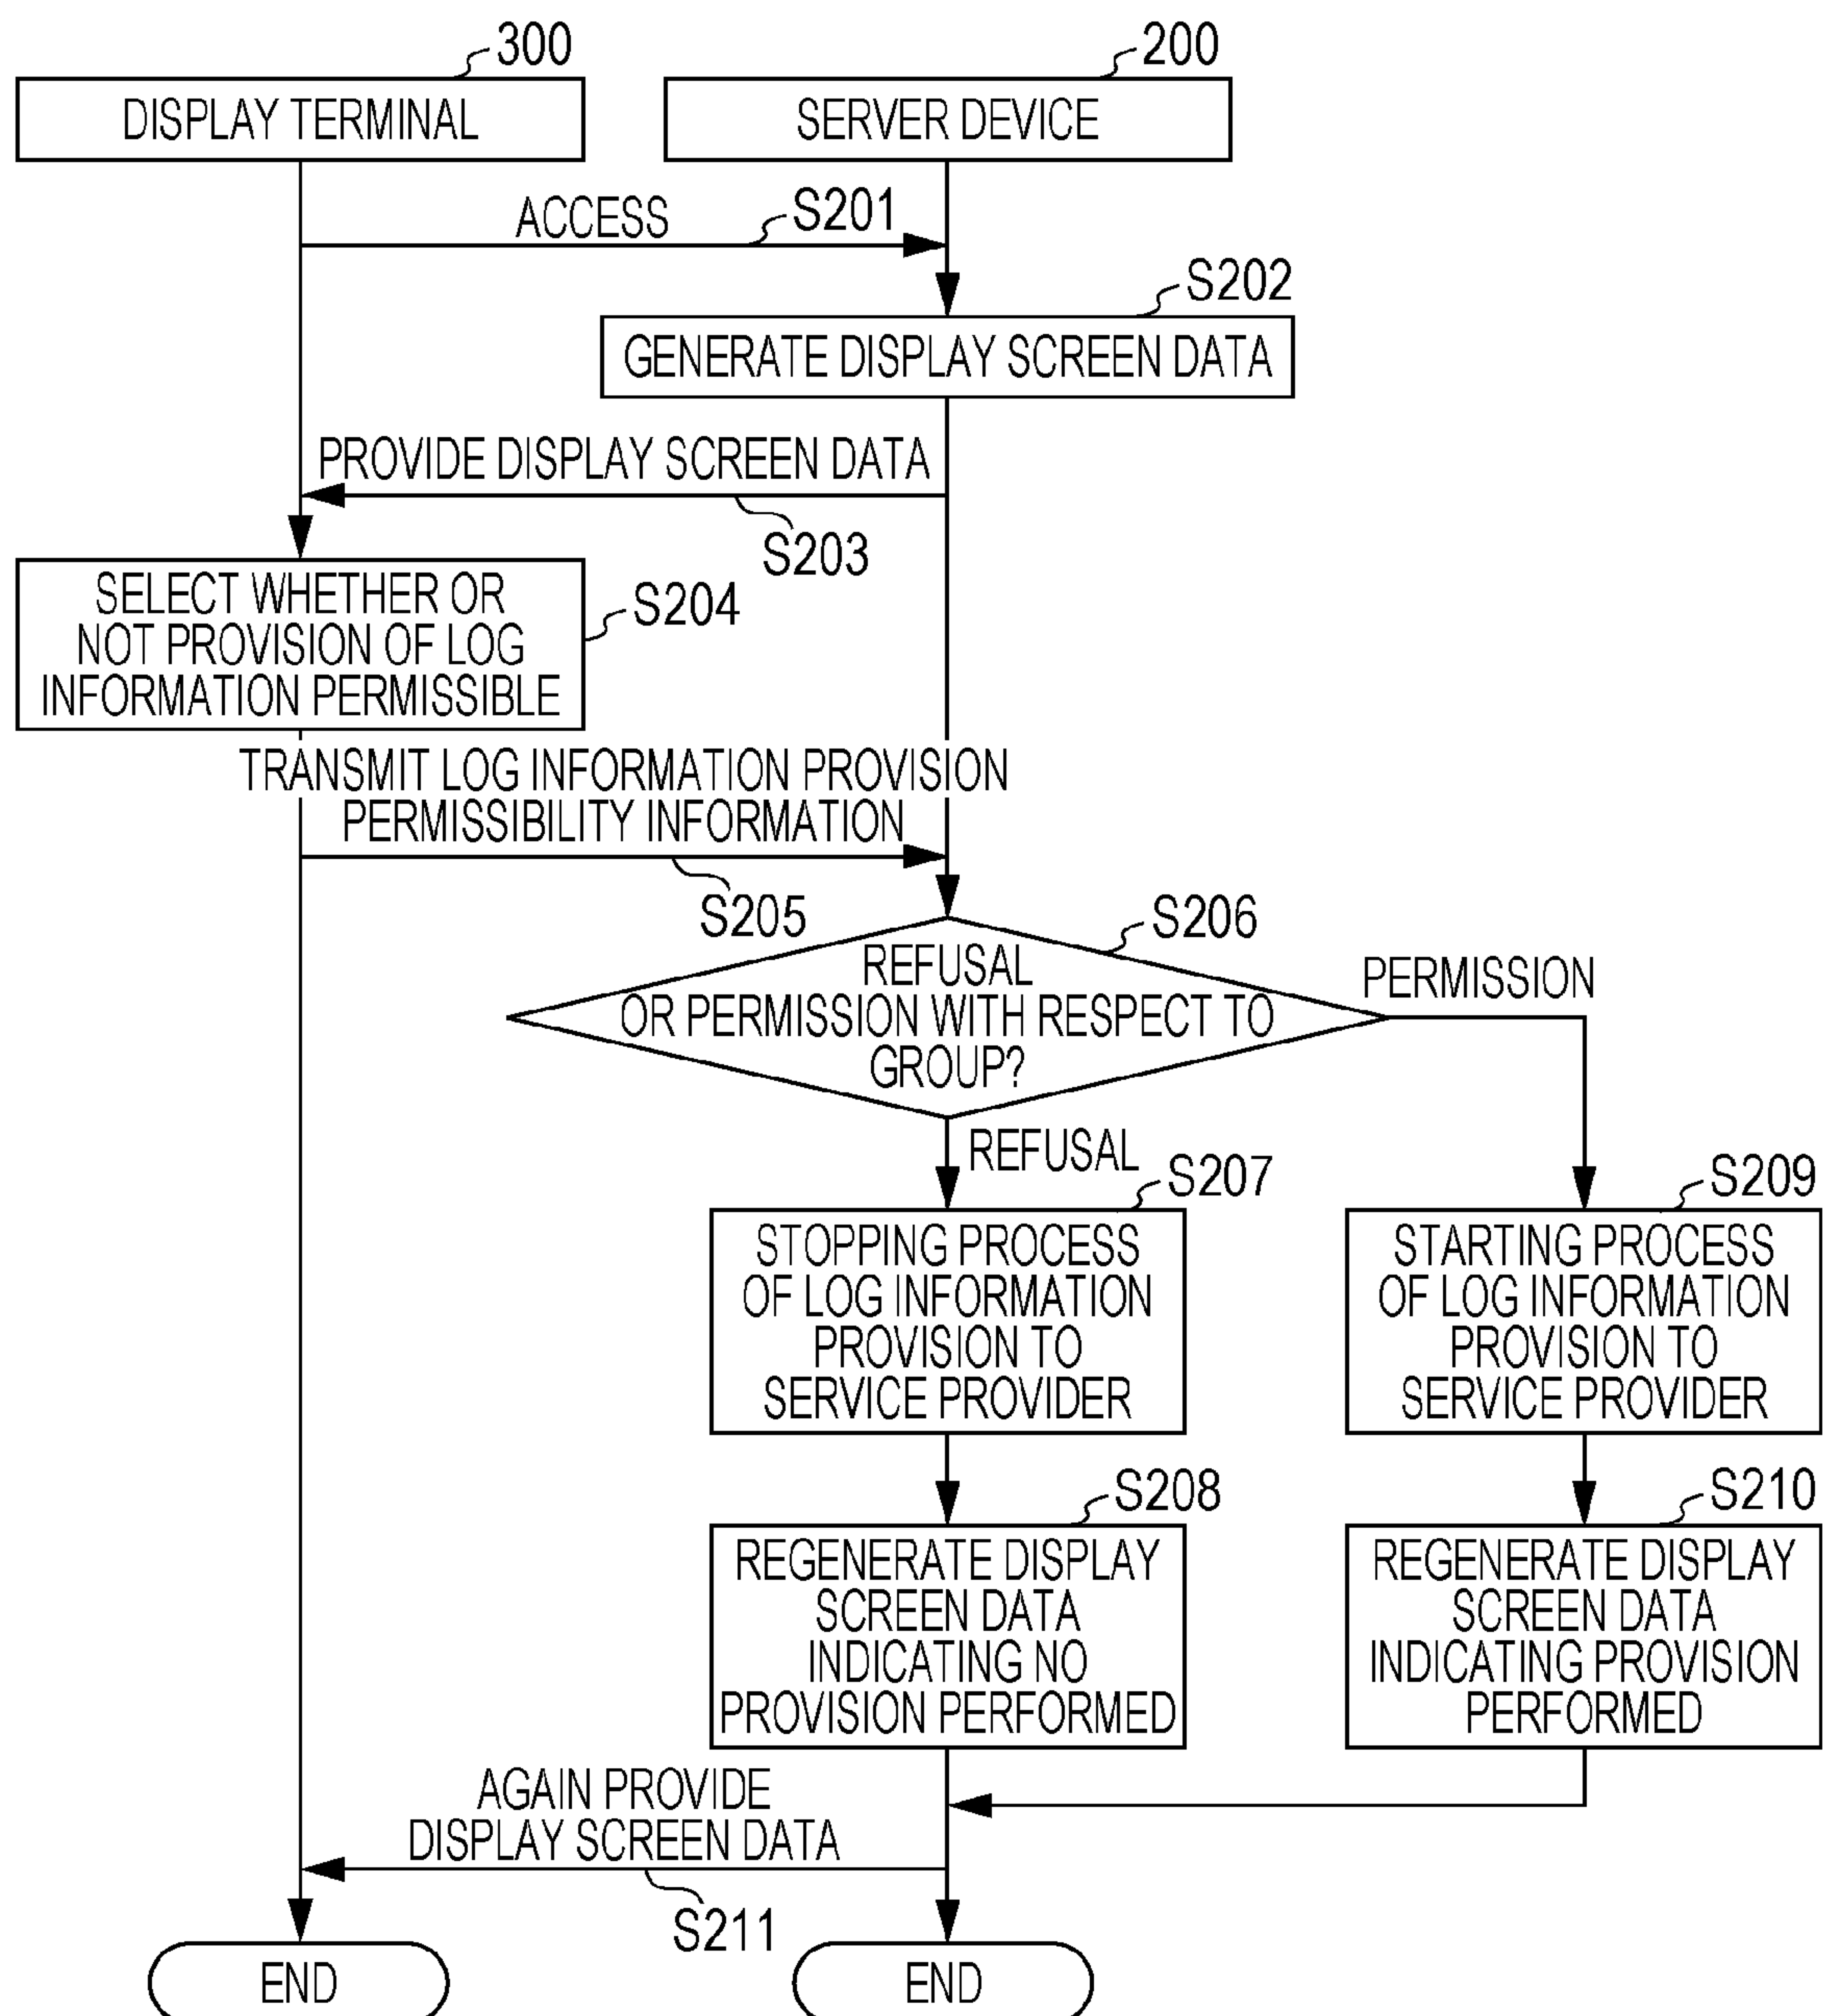 300
200
DISPLAY TERMINAL
SERVER DEVICE
ACCESS
S201
S202
GENERATE DISPLAY SCREEN DATA
PROVIDE DISPLAY SCREEN DATA
S203
SELECT WHETHER OR
NOT PROVISION OF LOG
INFORMATION PERMISSIBLE
S204
TRANSMIT LOG INFORMATION PROVISION
PERMISSIBILITY INFORMATION
S205
S206
REFUSAL
OR PERMISSION WITH RESPECT TO
GROUP?
PERMISSION
REFUSAL
S207
STOPPING PROCESS
OF LOG INFORMATION
PROVISION TO
SERVICE PROVIDER
S209
STARTING PROCESS
OF LOG INFORMATION
PROVISION TO
SERVICE PROVIDER
S208
REGENERATE DISPLAY
SCREEN DATA
INDICATING NO
PROVISION PERFORMED
S210
REGENERATE DISPLAY
SCREEN DATA
INDICATING PROVISION
PERFORMED
AGAIN PROVIDE
DISPLAY SCREEN DATA
S211
END
END